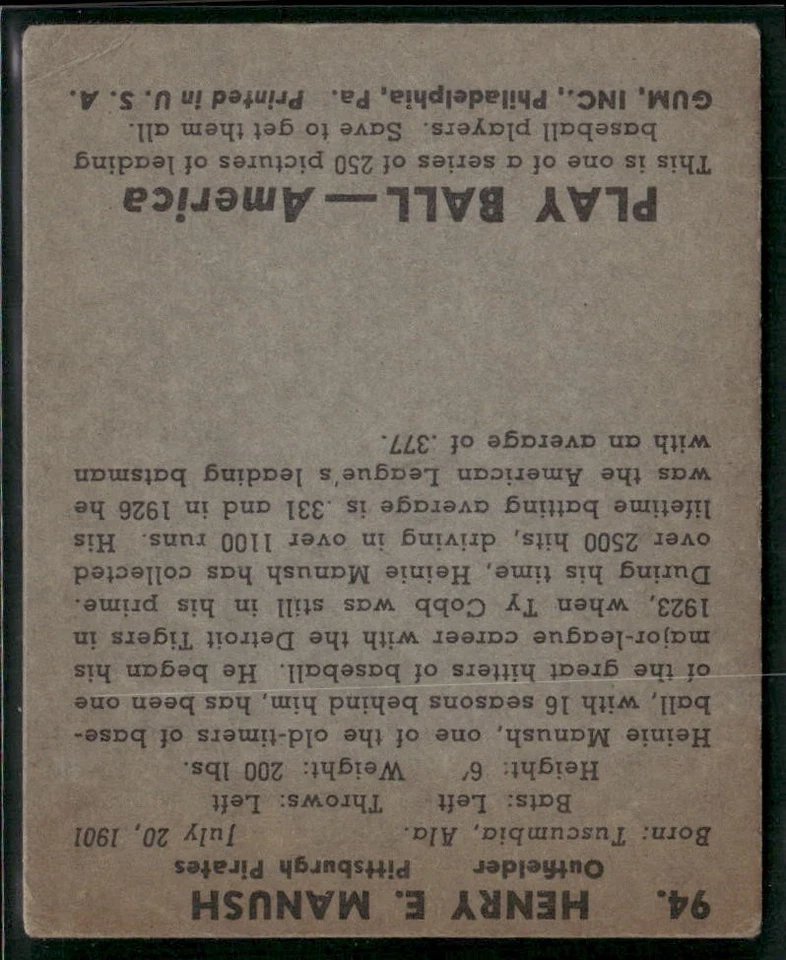 94. HENRY E. MANUSH
Outfielder Pittsburgh Pirates
Born: Tuscumbia, Ala. July 20, 1901
Bats: Left Throws: Left
Height: 6' Weight: 200 lbs.
Heinie Manush, one of the old-timers of base-
ball, with 16 seasons behind him, has been one
of the great hitters of baseball. He began his
major-league career with the Detroit Tigers in
1923, when Ty Cobb was still in his prime.
During his time, Heinie Manush has collected
over 2500 hits, driving in over 1100 runs. His
lifetime batting average is .331 and in 1926 he
was the American League's leading batsman
with an average of .377.
PLAY BALL—America
This is one of a series of 250 pictures of leading
baseball players. Save to get them all.
GUM, INC., Philadelphia, Pa. Printed in U. S. A.